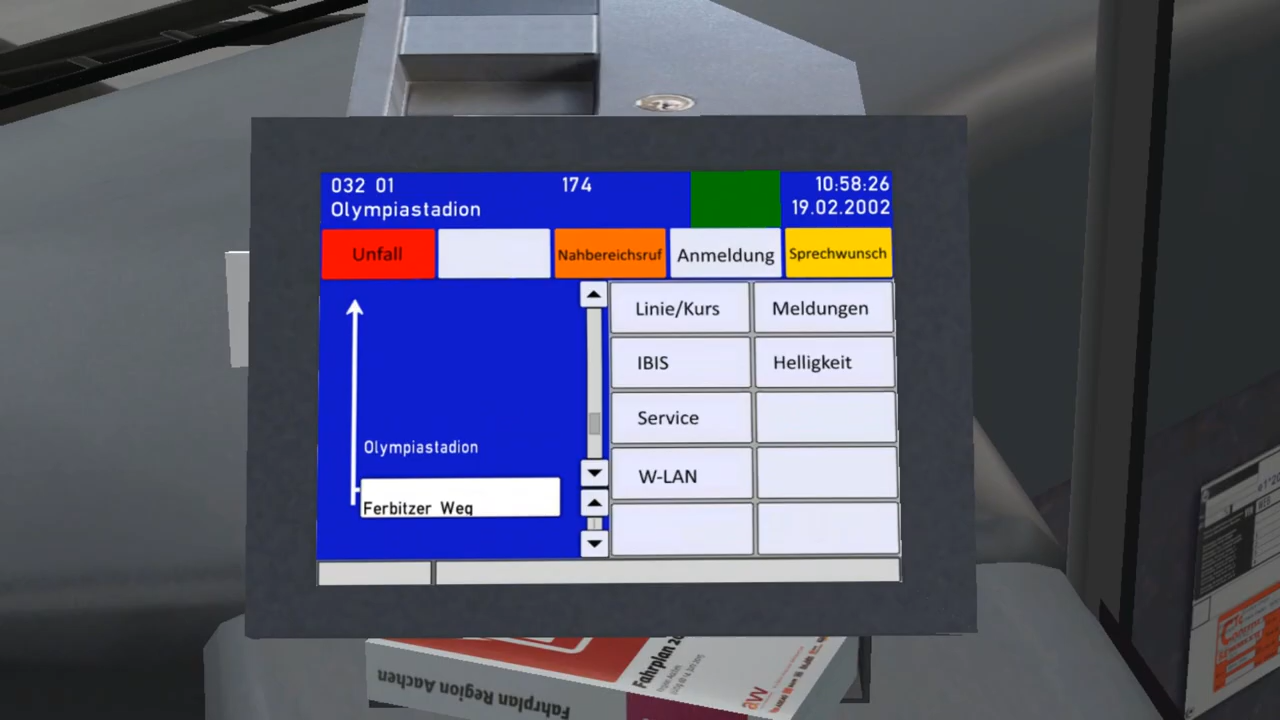 032 01
174
10:58:26
Olympiastadion
19.02.2002
Unfall
Nahbereichsruf
Anmeldung
Sprechwunsch
Linie/Kurs
Meldungen
IBIS
Helligkeit
Service
Olympiastadion
W-LAN
Ferbitzer Weg
Fahrplan
Fahrplan Region Aachen